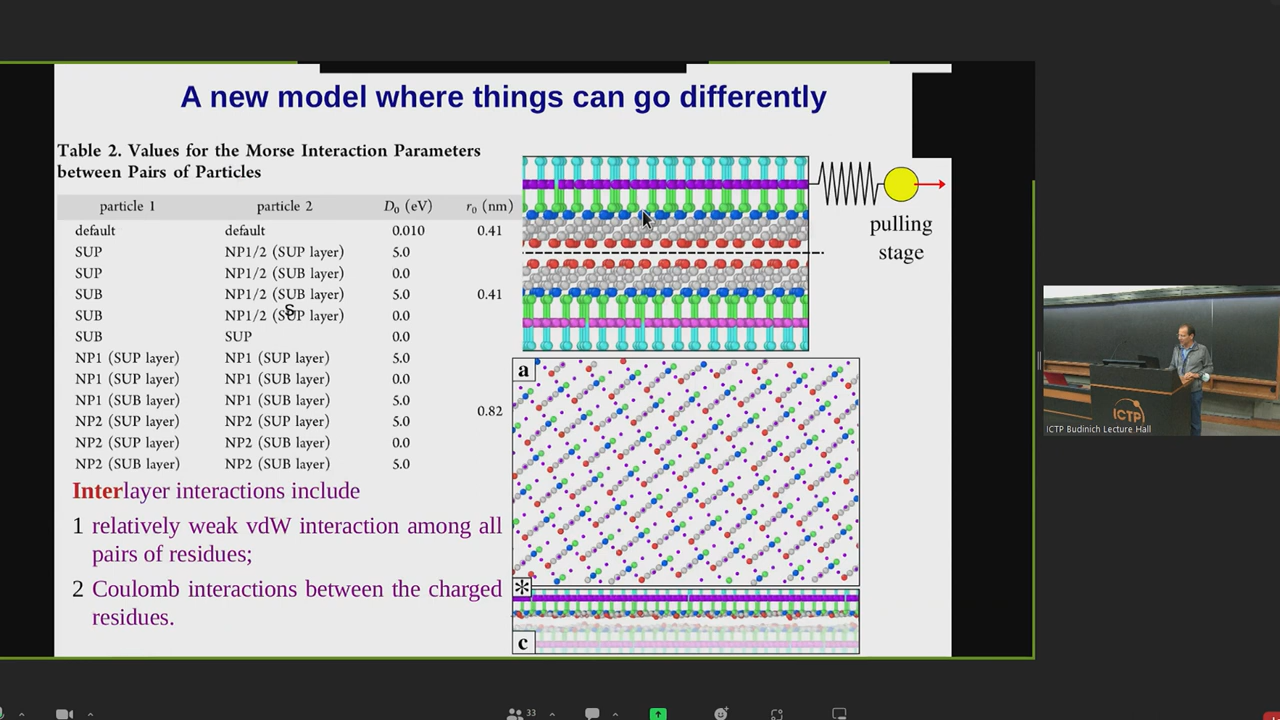 A new model where things can go differently
Table 2. Values for the Morse Interaction Parameters
between Pairs of Particles
particle 1 particle 2 D₀ (eV) r₀ (nm)
default default 0.010 0.41
SUP NP1/2 (SUP layer) 5.0
SUP NP1/2 (SUB layer) 0.0
SUB NP1/2 (SUB layer) 5.0 0.41
SUB NP1/2 (SUP layer) 0.0
SUB SUP 0.0
NP1 (SUP layer) NP1 (SUP layer) 5.0
NP1 (SUP layer) NP1 (SUB layer) 0.0
NP1 (SUB layer) NP1 (SUB layer) 5.0
0.82
NP2 (SUP layer) NP2 (SUP layer) 5.0
NP2 (SUP layer) NP2 (SUB layer) 0.0
NP2 (SUB layer) NP2 (SUB layer) 5.0
Interlayer interactions include
1 relatively weak vdW interaction among all
pairs of residues;
2 Coulomb interactions between the charged
residues.
S
pulling
stage
a
*
c
ICTP
ICTP Budinich Lecture Hall
33